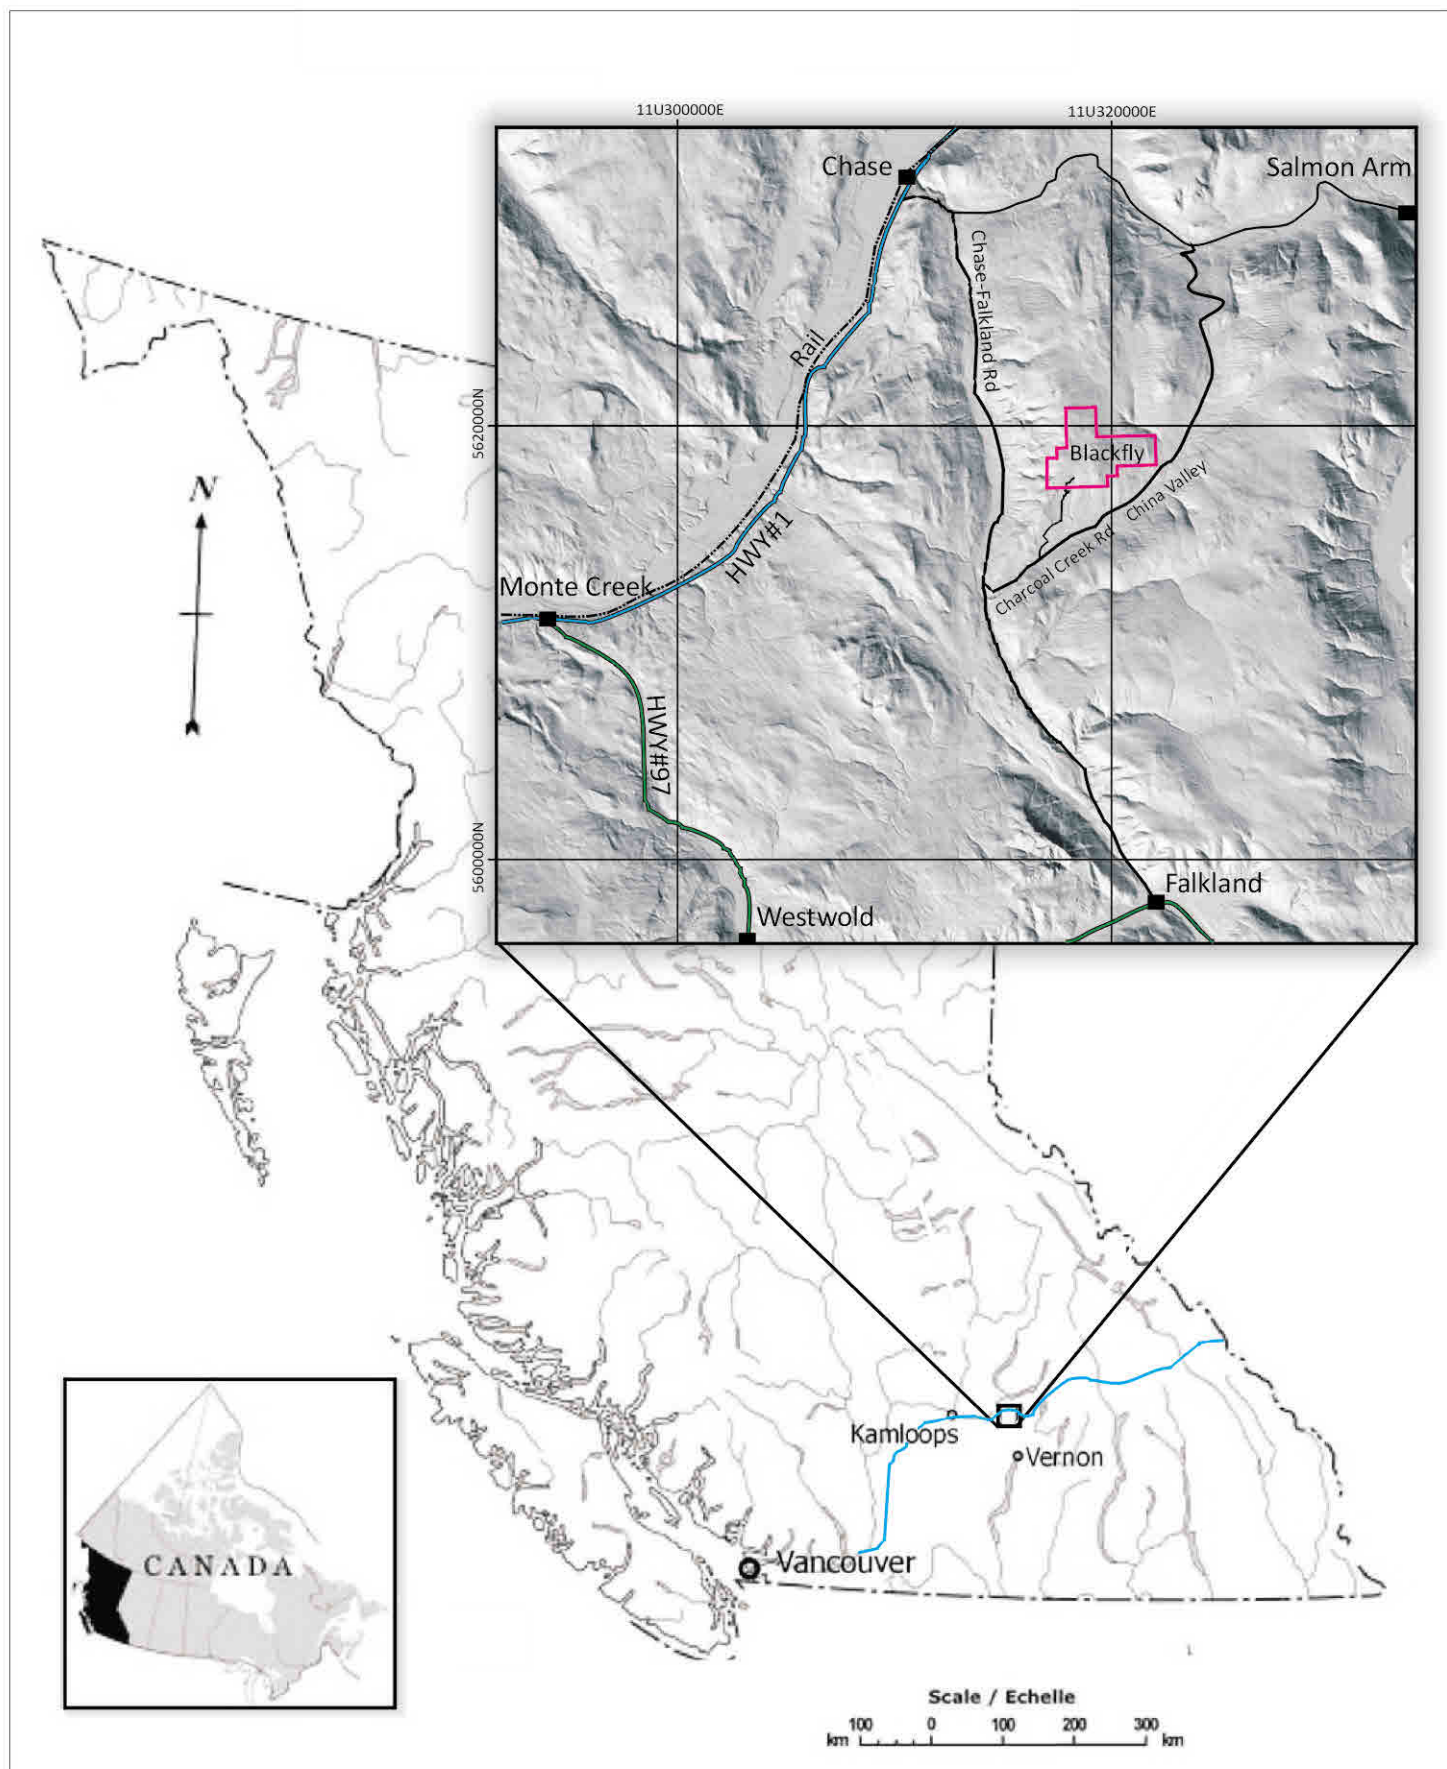 11U300000E
11U320000E
Chase
Salmon Arm
Chase-Falkland Rd
Rail
5620000N
Blackfly
N
China Valley
HWY#1
Charcoal Creek Rd
Monte Creek
HWY#97
5600000N
Falkland
Westwold
Kamloops
Vernon
CANADA
Vancouver
Scale / Echelle
100 0 100 200 300
km km